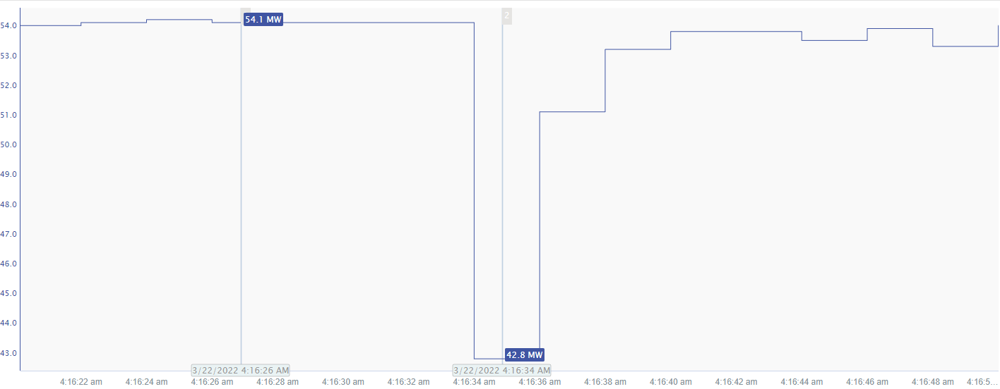 2
54.1 MW
54.0
53.0
52.0
51.0
50.0
49.0
48.0
47.0
46.0
45.0
44.0
43.0
42.8 MW
3/22/2022 4:16:26 AM
3/22/2022 4:16:34 AM
4:16:22 am
4:16:24 am
4:16:26 am
4:16:28 am
4:16:30 am
4:16:32 am
4:16:34 am
4:16:36 am
4:16:38 am
4:16:40 am
4:16:42 am
4:16:44 am
4:16:46 am
4:16:48 am
4:16:5...